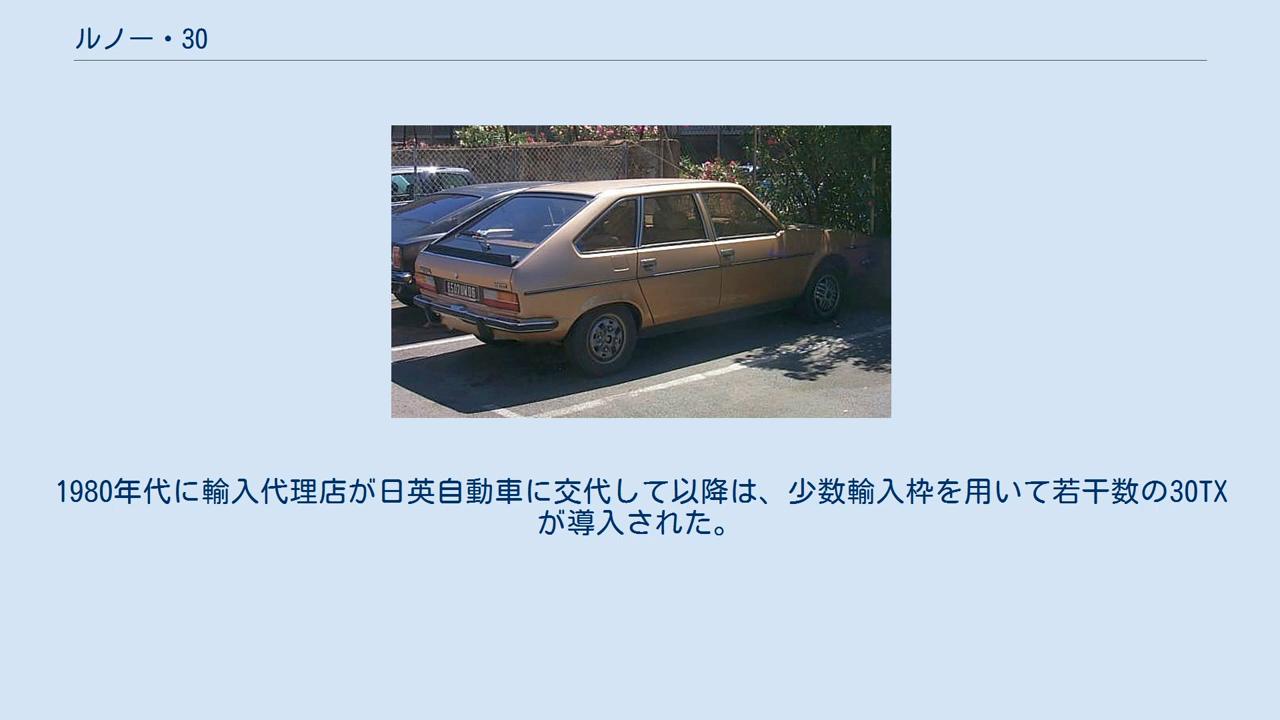 ルノー・30
1980年代に輸入代理店が日英自動車に交代して以降は、少数輸入枠を用いて若干数の30TX
が導入された。